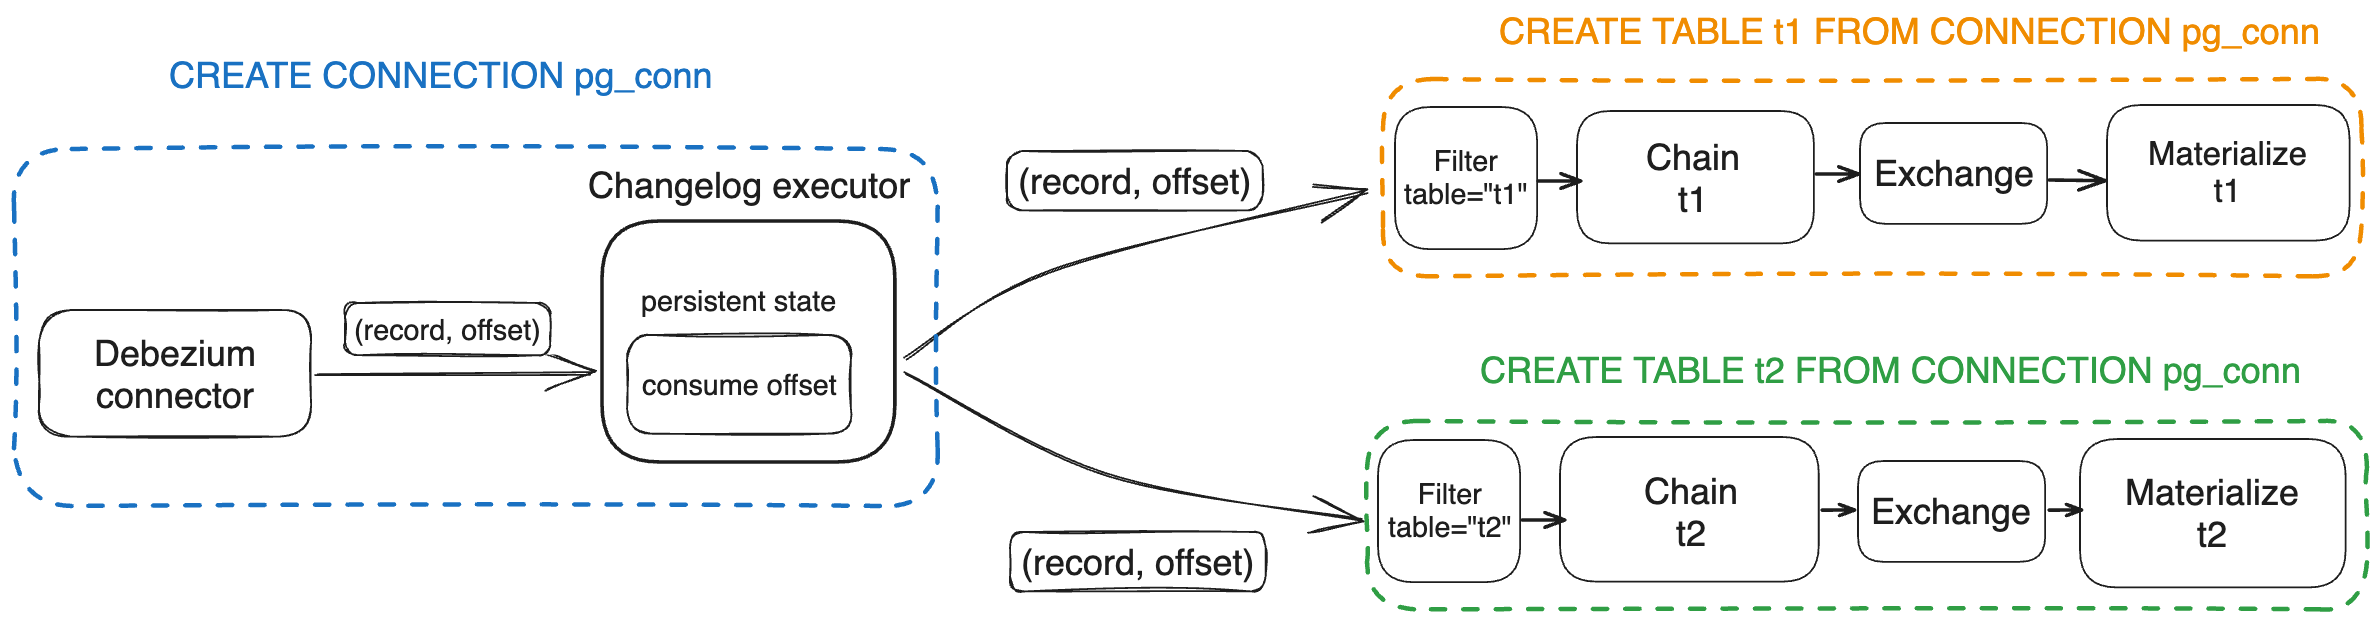 CREATE CONNECTION pg_conn
Changelog executor
Debezium
connector
(record, offset)
persistent state
consume offset
(record, offset)
(record, offset)
CREATE TABLE t1 FROM CONNECTION pg_conn
Filter
table="t1"
Chain
t1
Exchange
Materialize
t1
CREATE TABLE t2 FROM CONNECTION pg_conn
Filter
table="t2"
Chain
t2
Exchange
Materialize
t2